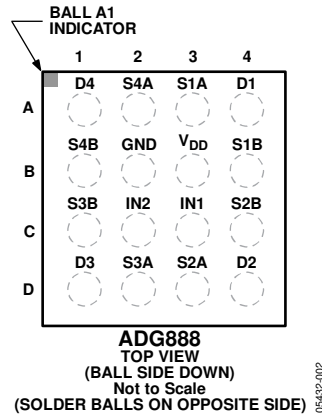 BALL A1
INDICATOR
1 2 3 4
A D4 S4A S1A D1
B S4B GND VDD S1B
C S3B IN2 IN1 S2B
D D3 S3A S2A D2
ADG888
TOP VIEW
(BALL SIDE DOWN)
Not to Scale
(SOLDER BALLS ON OPPOSITE SIDE)
05432-002